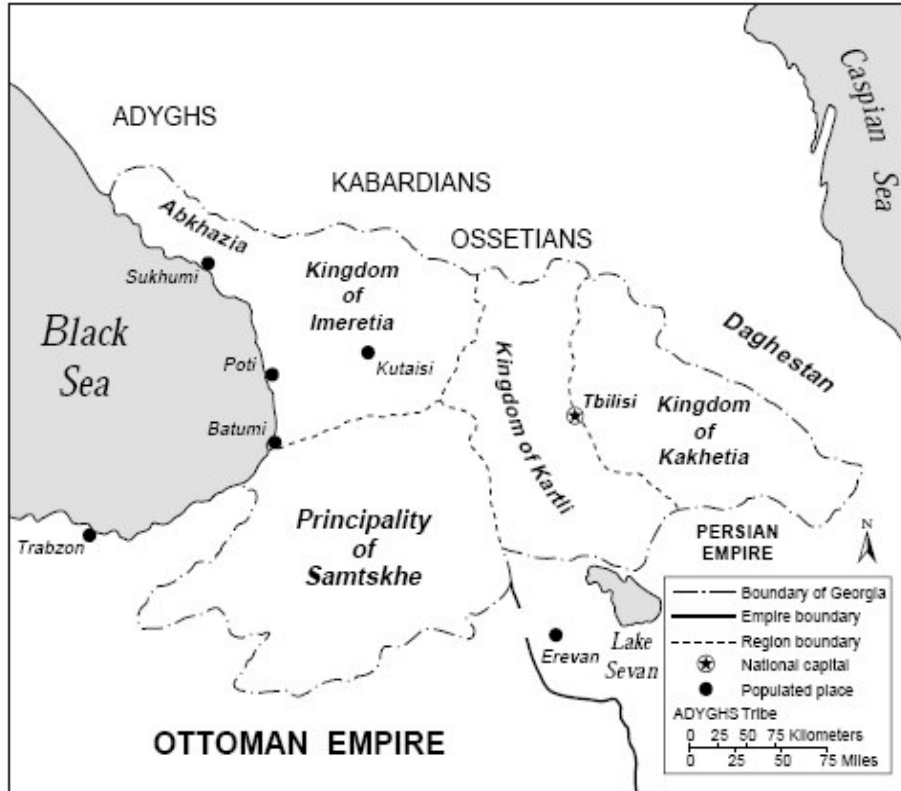 Caspian
Sea
ADYGHS
KABARDIANS
Abkhazia
OSSETIANS
Sukhumi
Kingdom
of
Imeretia
Black
Sea
Daghestan
Poti
Kutaisi
Kingdom of Kartli
Tbilisi
Kingdom
of
Kakhetia
Batumi
Principality
of
Samtskhe
Trabzon
PERSIAN
EMPIRE
N
Erevan
Lake
Sevan
OTTOMAN EMPIRE
Boundary of Georgia
Empire boundary
Region boundary
National capital
Populated place
ADYGHS Tribe
0 25 50 75 Kilometers
0 25 50 75 Miles